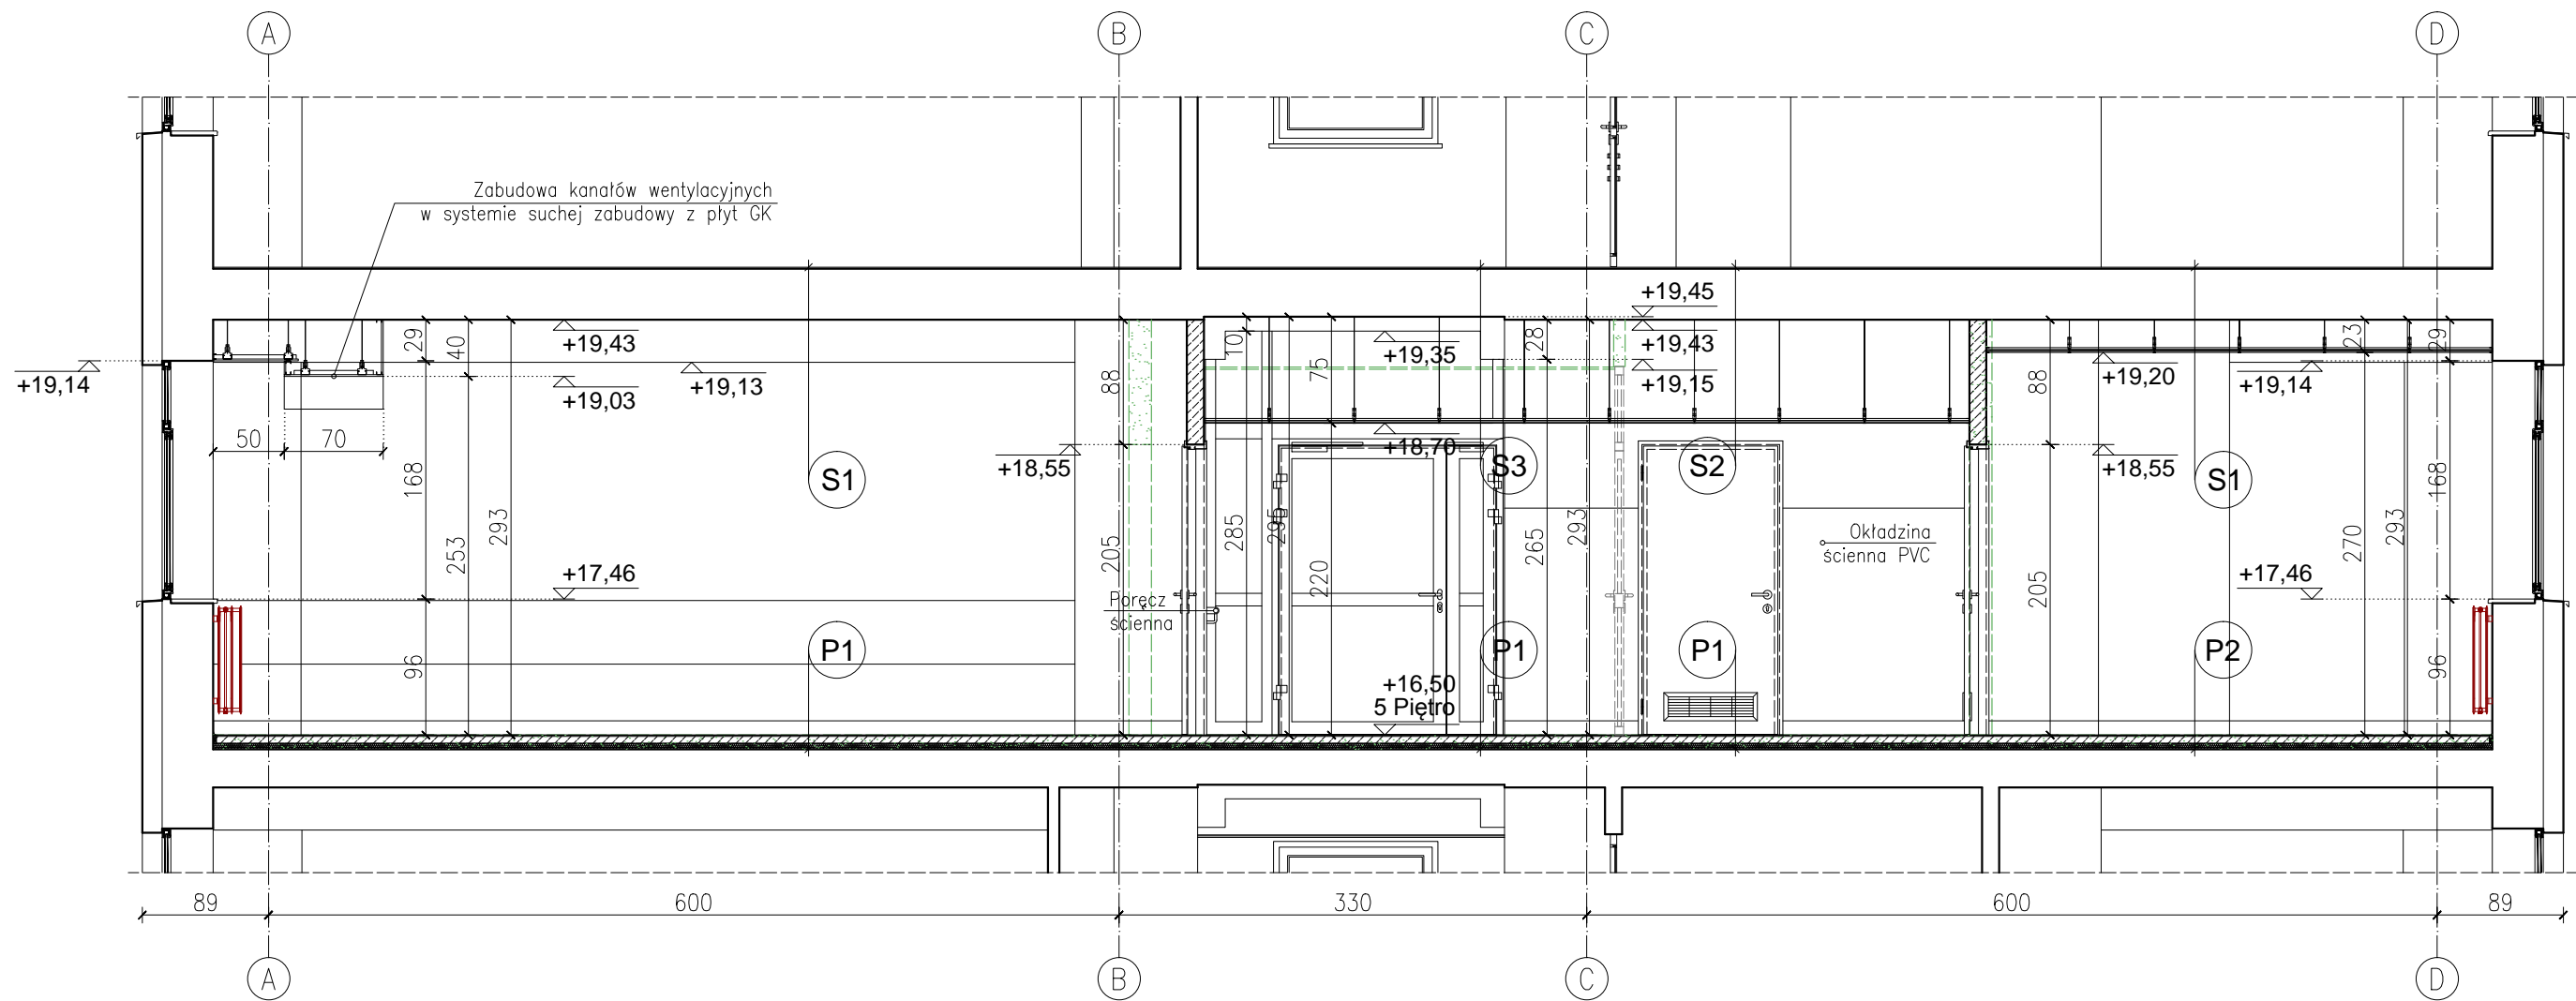 A
B
C
D
Zabudowa kanałów wentylacyjnych
w systemie suchej zabudowy z płyt GK
+19,14
29
40
+19,43
+19,03
+19,13
50
70
168
253
293
+17,46
96
S1
P1
88
+18,55
205
Poręcz
ścienna
10
75
+19,35
+18,70
285
295
220
+16,50
5 Piętro
28
+19,45
+19,43
+19,15
S3
S2
265
293
P1
P1
Okładzina
ścienna PVC
88
205
+19,20
+18,55
+19,14
23
29
S1
168
270
293
+17,46
P2
96
89
600
330
600
89
A
B
C
D